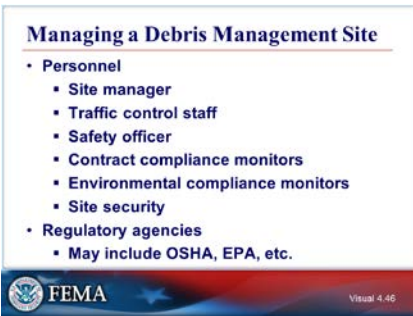 Managing a Debris Management Site
• Personnel
▪ Site manager
▪ Traffic control staff
▪ Safety officer
▪ Contract compliance monitors
▪ Environmental compliance monitors
▪ Site security
• Regulatory agencies
▪ May include OSHA, EPA, etc.
FEMA
Visual 4.46